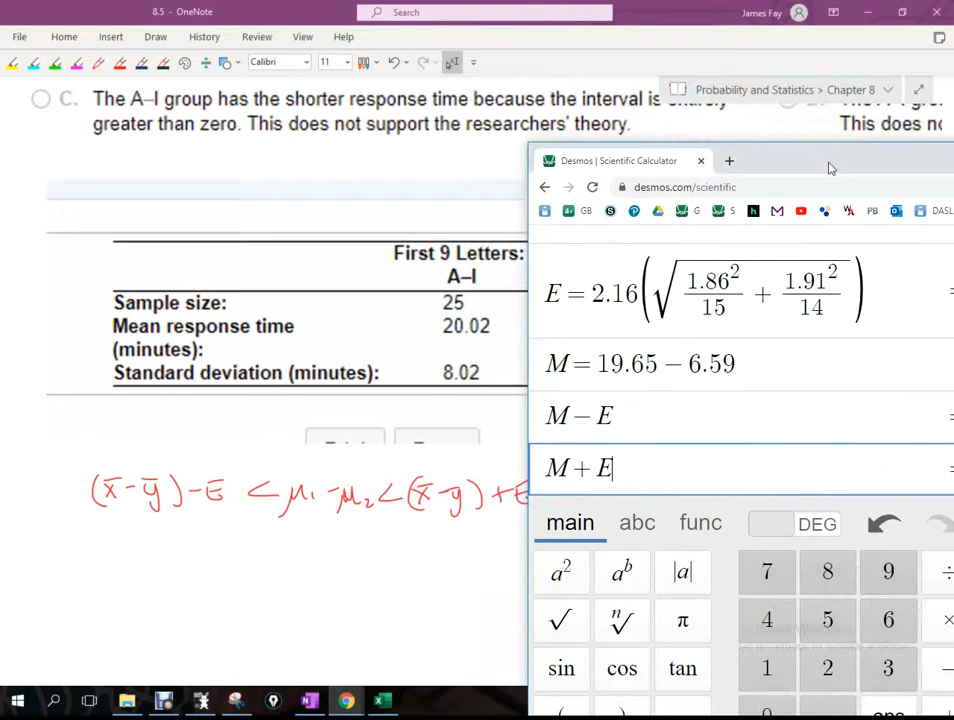 8.5 - OneNote
Search
James Fay
File Home Insert Draw History Review View Help
Calibri 11
C. The A–I group has the shorter response time because the interval is
greater than zero. This does not support the researchers' theory.
Probability and Statistics > Chapter 8
This does no
Desmos | Scientific Calculator
desmos.com/scientific
GB G S PB DASL
First 9 Letters:
A–I
Sample size: 25
Mean response time 20.02
(minutes):
Standard deviation (minutes): 8.02
E = 2.16(√(1.86²/15 + 1.91²/14))
M = 19.65 − 6.59
M − E
M + E
(x̄ - ȳ) - E < μ₁ - μ₂ < (x̄ - ȳ) + E
main abc func DEG
a² aᵇ |a| 7 8 9 ÷
√ ⁿ√ π 4 5 6 ×
sin cos tan 1 2 3 −